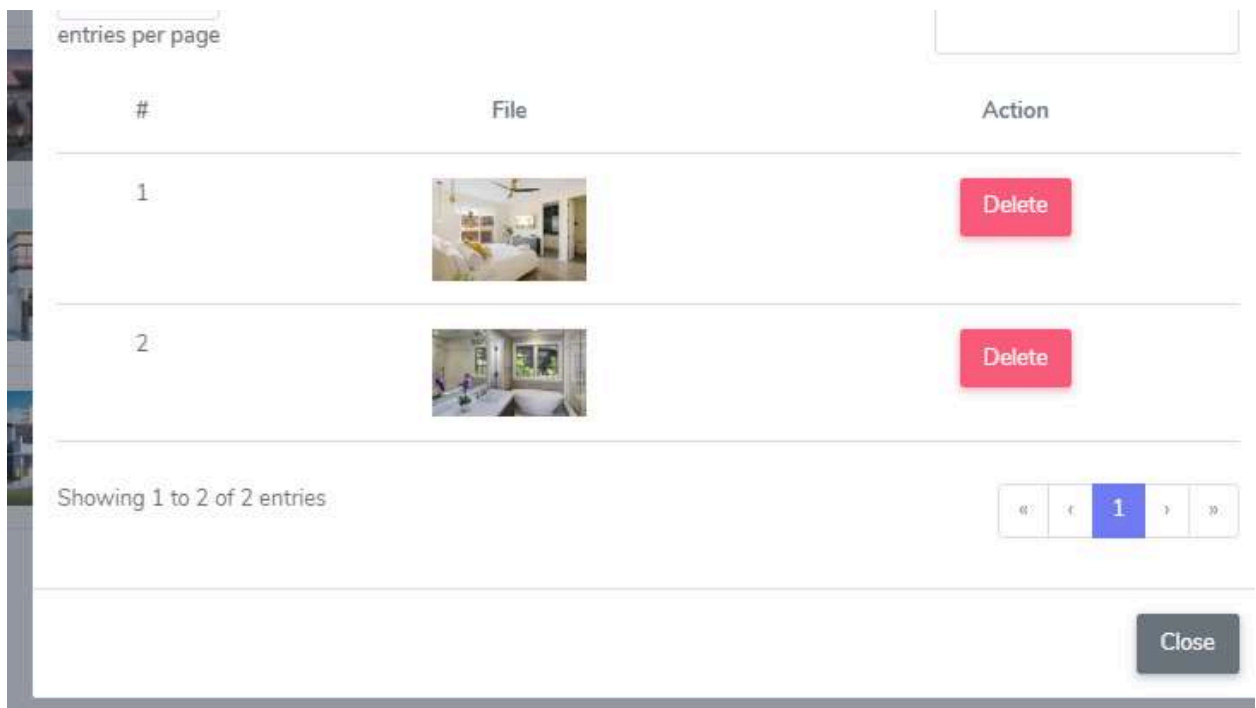 entries per page
# File Action
1 Delete
2 Delete
Showing 1 to 2 of 2 entries
« ‹ 1 › »
Close